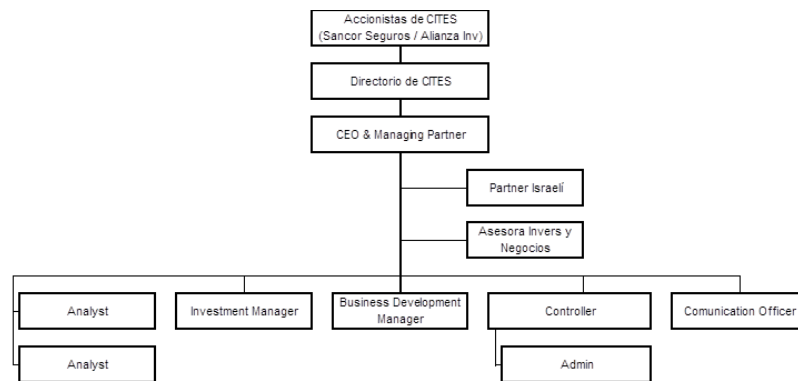 Accionistas de CITES
(Sancor Seguros / Alianza Inv)
Directorio de CITES
CEO & Managing Partner
Partner Israelí
Asesora Invers y
Negocios
Analyst
Investment Manager
Business Development
Manager
Controller
Comunication Officer
Analyst
Admin